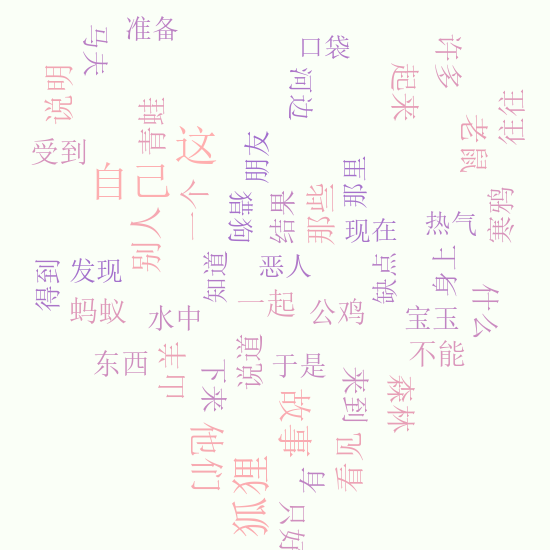 准备
马夫
口袋
许多
说明
河边
起来
往往
青蛙
老鼠
受到
这
朋友
自己
一个
那里
寒鸦
猎狗
结果
那些
别人
现在
热气
得到
发现
知道
恶人
缺点
身上
蚂蚁
水中
一起
公鸡
宝玉
什么
东西
山羊
说道
于是
不能
下来
来到
森林
故事
他们
看见
狐狸
有
只好